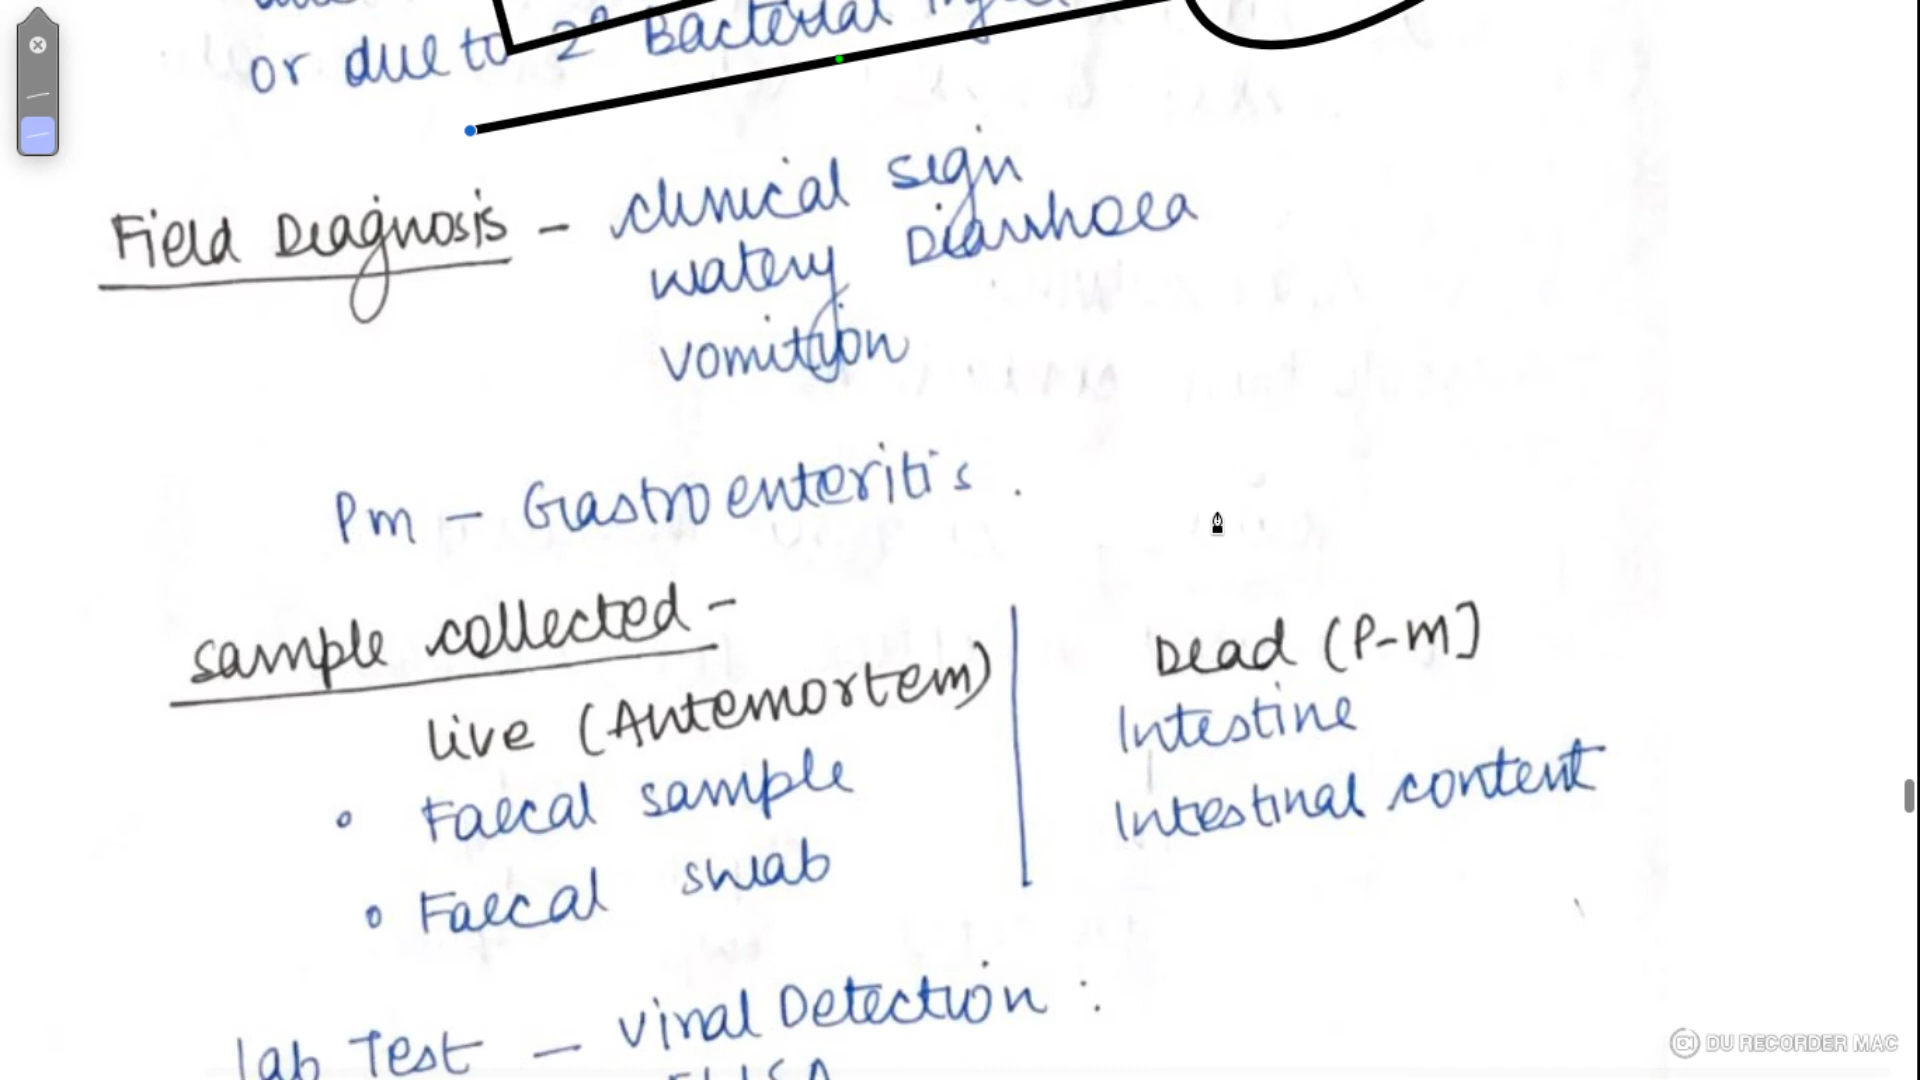 or due to 2° Bacterial
Field Diagnosis - clinical sign
watery Diarrhoea
vomition
Pm - Gastroenteritis .
sample collected -
live (Antemortem)
• Faecal sample
• Faecal swab
Dead (P-m]
Intestine
Intestinal content
lab Test - viral Detection :
ELISA
DU RECORDER MAC